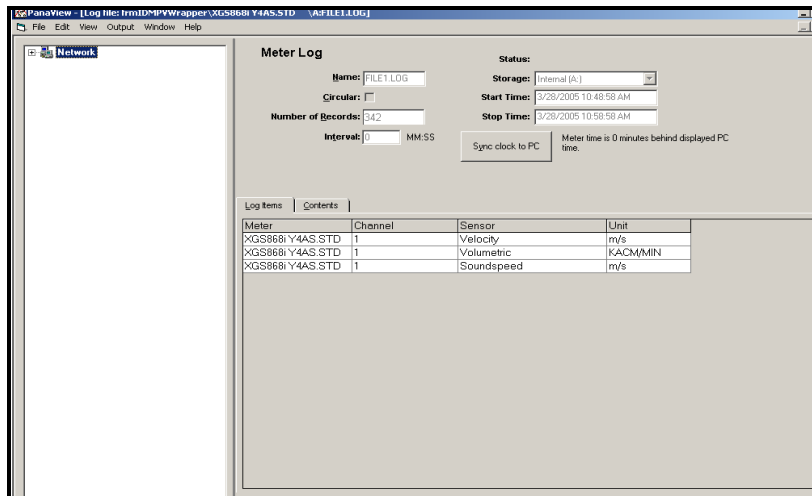 PanaView - [Log file: frmIDMPVWrapper\XGS868i Y4AS.STD \A:FILE1.LOG]
File Edit View Output Window Help
Network
Meter Log
Status:
Name: FILE1.LOG
Storage: Internal (A:)
Circular:
Start Time: 3/28/2005 10:48:58 AM
Number of Records: 342
Stop Time: 3/28/2005 10:58:58 AM
Interval: 0 MM:SS
Sync clock to PC
Meter time is 0 minutes behind displayed PC
time.
Log Items Contents
Meter Channel Sensor Unit
XGS868i Y4AS.STD 1 Velocity m/s
XGS868i Y4AS.STD 1 Volumetric KACM/MIN
XGS868i Y4AS.STD 1 Soundspeed m/s